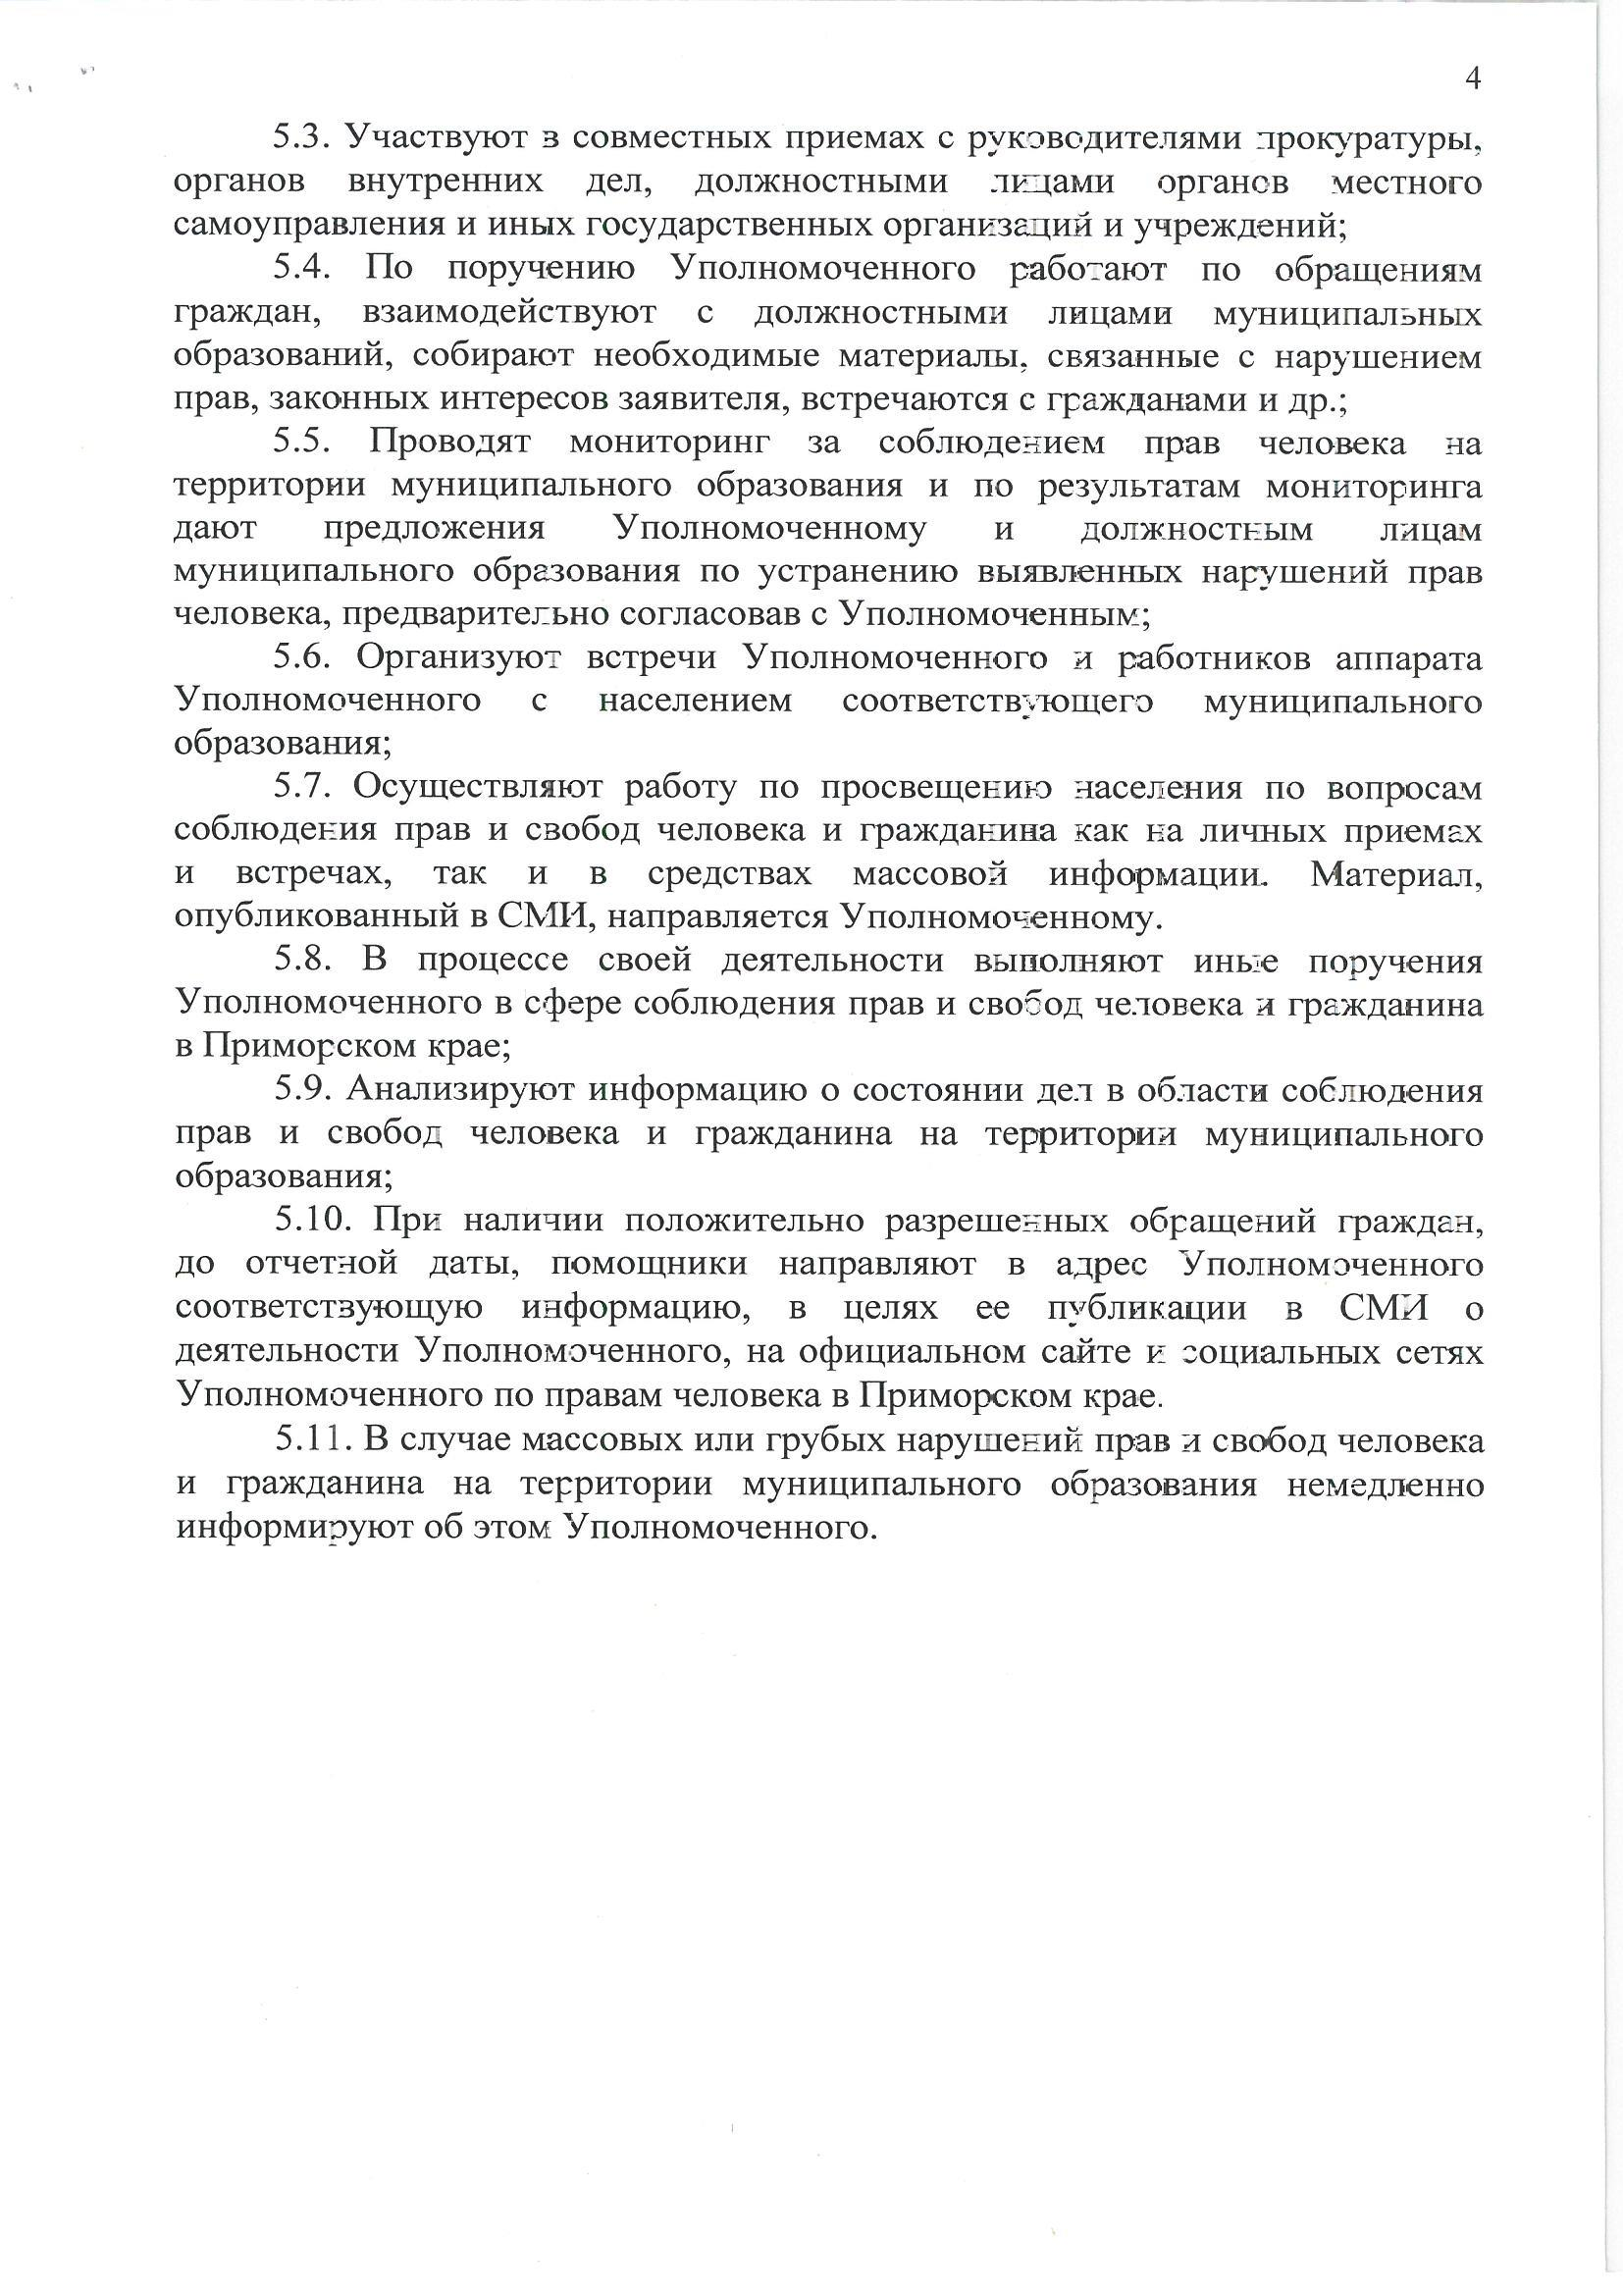 4
5.3. Участвуют в совместных приемах с руководителями прокуратуры,
органов внутренних дел, должностными лицами органов местного
самоуправления и иных государственных организаций и учреждений;
5.4. По поручению Уполномоченного работают по обращениям
граждан, взаимодействуют с должностными лицами муниципальных
образований, собирают необходимые материалы, связанные с нарушением
прав, законных интересов заявителя, встречаются с гражданами и др.;
5.5. Проводят мониторинг за соблюдением прав человека на
территории муниципального образования и по результатам мониторинга
дают предложения Уполномоченному и должностным лицам
муниципального образования по устранению выявленных нарушений прав
человека, предварительно согласовав с Уполномоченным;
5.6. Организуют встречи Уполномоченного и работников аппарата
Уполномоченного с населением соответствующего муниципального
образования;
5.7. Осуществляют работу по просвещению населения по вопросам
соблюдения прав и свобод человека и гражданина как на личных приемах
и встречах, так и в средствах массовой информации. Материал,
опубликованный в СМИ, направляется Уполномоченному.
5.8. В процессе своей деятельности выполняют иные поручения
Уполномоченного в сфере соблюдения прав и свобод человека и гражданина
в Приморском крае;
5.9. Анализируют информацию о состоянии дел в области соблюдения
прав и свобод человека и гражданина на территории муниципального
образования;
5.10. При наличии положительно разрешенных обращений граждан,
до отчетной даты, помощники направляют в адрес Уполномоченного
соответствующую информацию, в целях ее публикации в СМИ о
деятельности Уполномоченного, на официальном сайте и социальных сетях
Уполномоченного по правам человека в Приморском крае.
5.11. В случае массовых или грубых нарушений прав и свобод человека
и гражданина на территории муниципального образования немедленно
информируют об этом Уполномоченного.